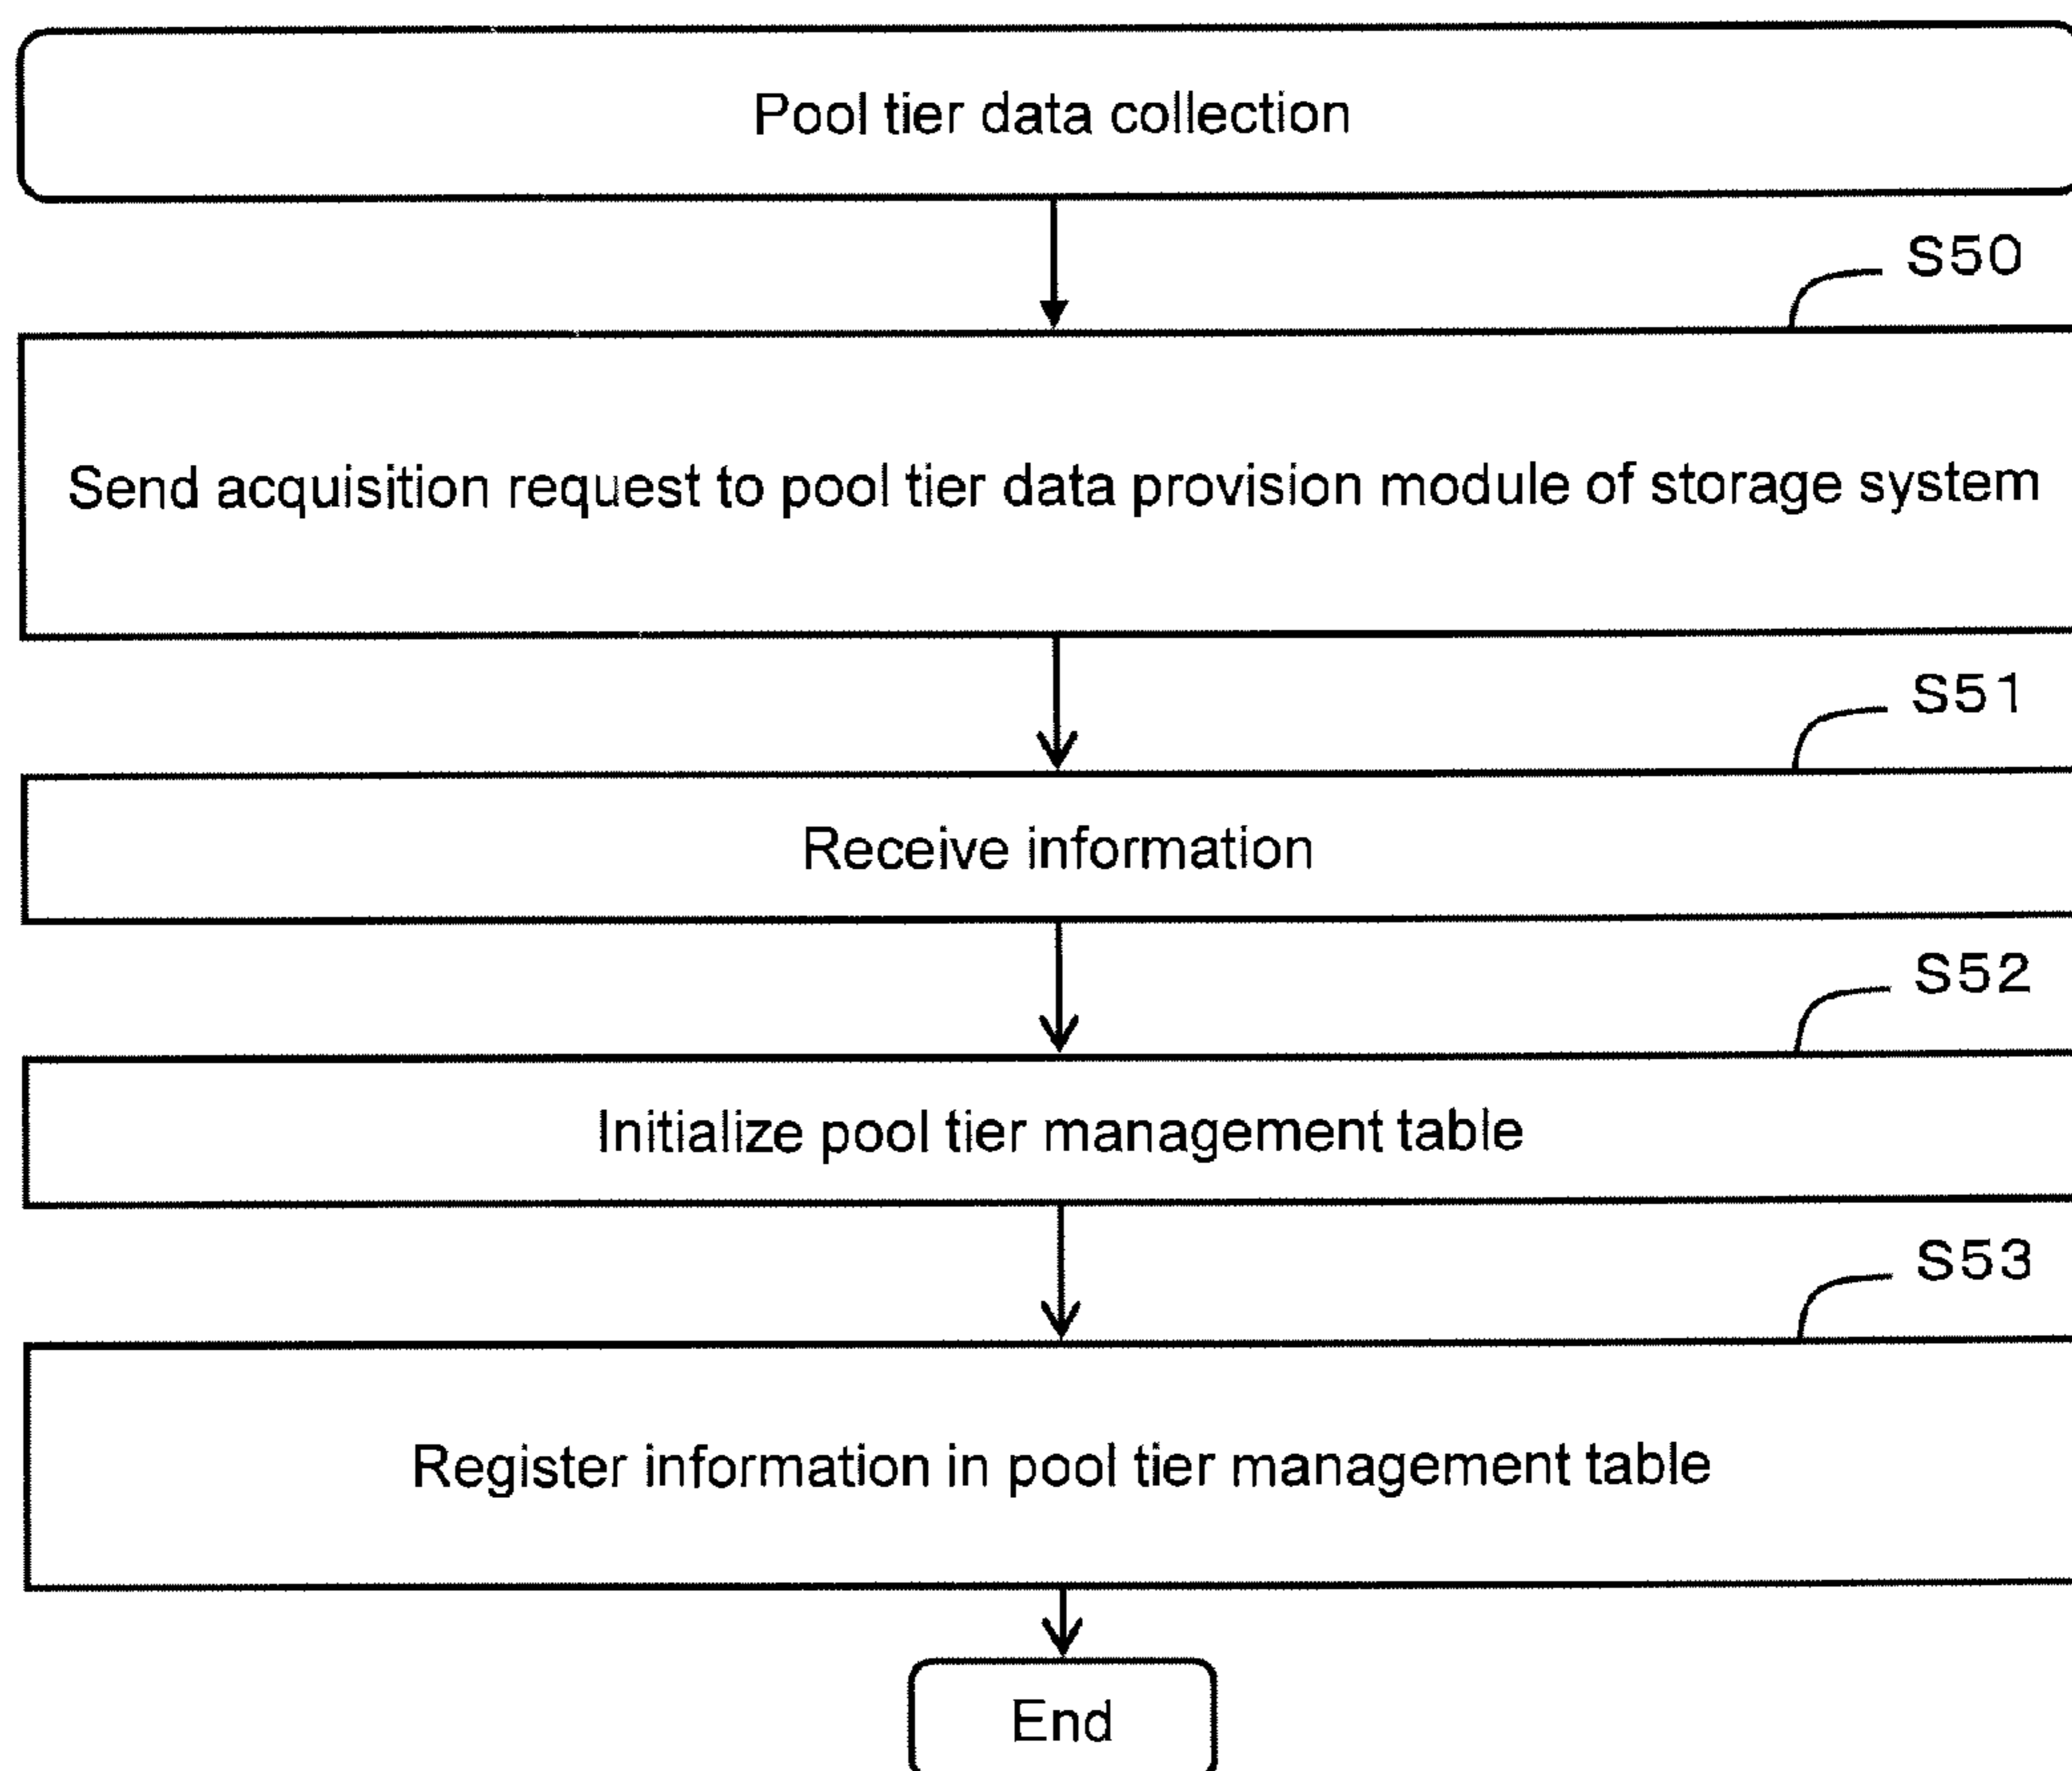 Pool tier data collection
S50
Send acquisition request to pool tier data provision module of storage system
S51
Receive information
S52
Initialize pool tier management table
S53
Register information in pool tier management table
End